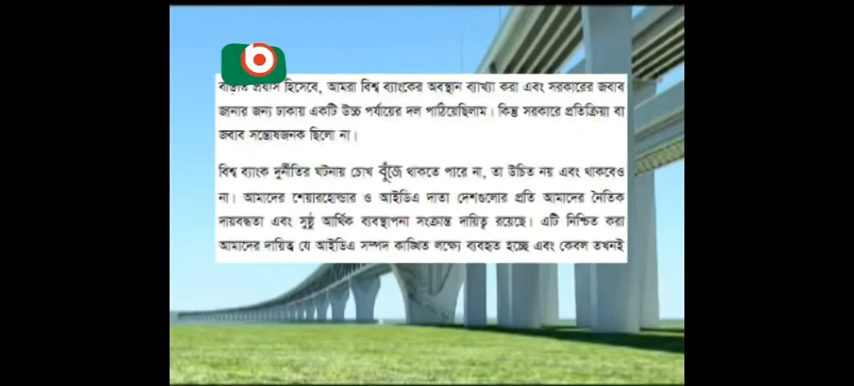 বাড়তি প্রয়াস হিসেবে, আমরা বিশ্ব ব্যাংকের অবস্থান ব্যাখ্যা করা এবং সরকারের জবাব
জানার জন্য ঢাকায় একটি উচ্চ পর্যায়ের দল পাঠিয়েছিলাম। কিন্তু সরকারে প্রতিক্রিয়া বা
জবাব সন্তোষজনক ছিলো না।
বিশ্ব ব্যাংক দুর্নীতির ঘটনায় চোখ বুঁজে থাকতে পারে না, তা উচিত নয় এবং থাকবেও
না। আমাদের শেয়ারহোল্ডার ও আইডিএ দাতা দেশগুলোর প্রতি আমাদের নৈতিক
দায়বদ্ধতা এবং সুষ্ঠু আর্থিক ব্যবস্থাপনা সংক্রান্ত দায়িত্ব রয়েছে। এটি নিশ্চিত করা
আমাদের দায়িত্ব যে আইডিএ সম্পদ কাঙ্খিত লক্ষ্যে ব্যবহৃত হচ্ছে এবং কেবল তখনই